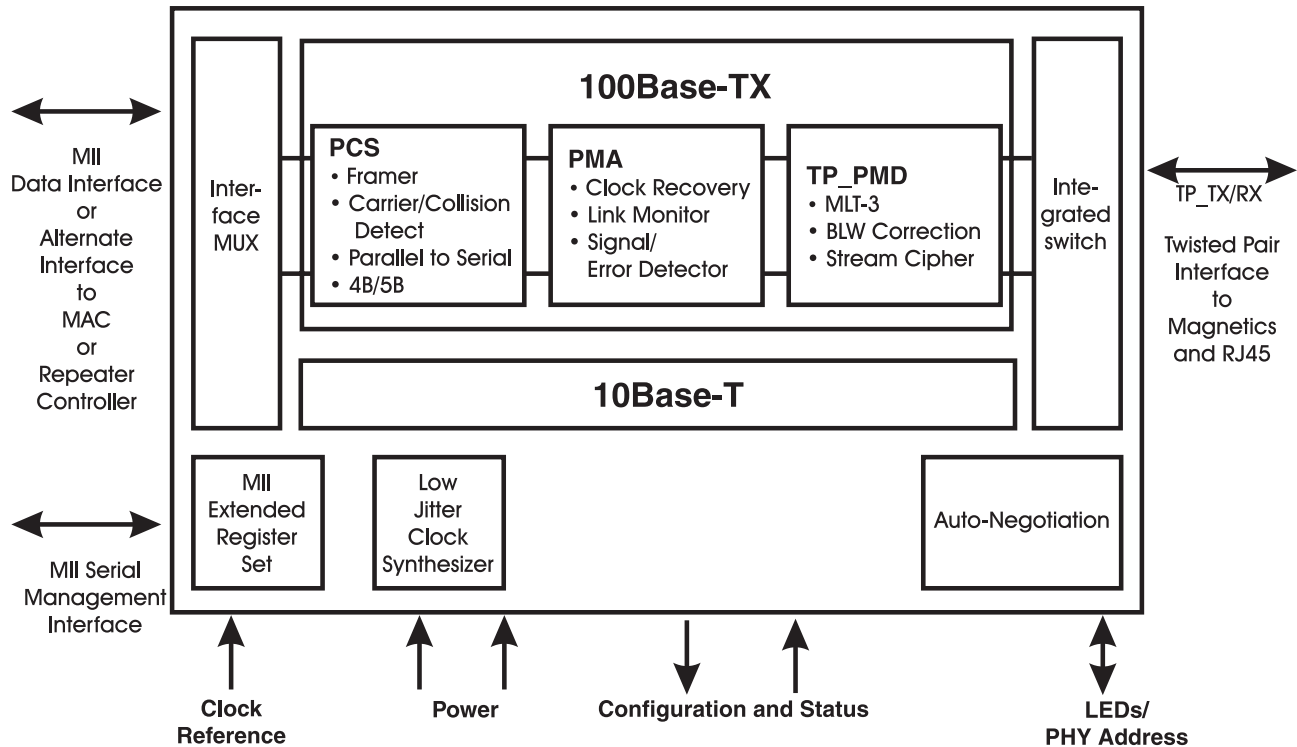 100Base-TX
PCS
• Framer
• Carrier/Collision
Detect
• Parallel to Serial
• 4B/5B
PMA
• Clock Recovery
• Link Monitor
• Signal/
Error Detector
TP_PMD
• MLT-3
• BLW Correction
• Stream Cipher
Inter-
face
MUX
Inte-
grated
switch
MII
Data Interface
or
Alternate
Interface
to
MAC
or
Repeater
Controller
TP_TX/RX
Twisted Pair
Interface
to
Magnetics
and RJ45
10Base-T
MII
Extended
Register
Set
Low
Jitter
Clock
Synthesizer
Auto-Negotiation
MII Serial
Management
Interface
Clock
Reference
Power
Configuration and Status
LEDs/
PHY Address